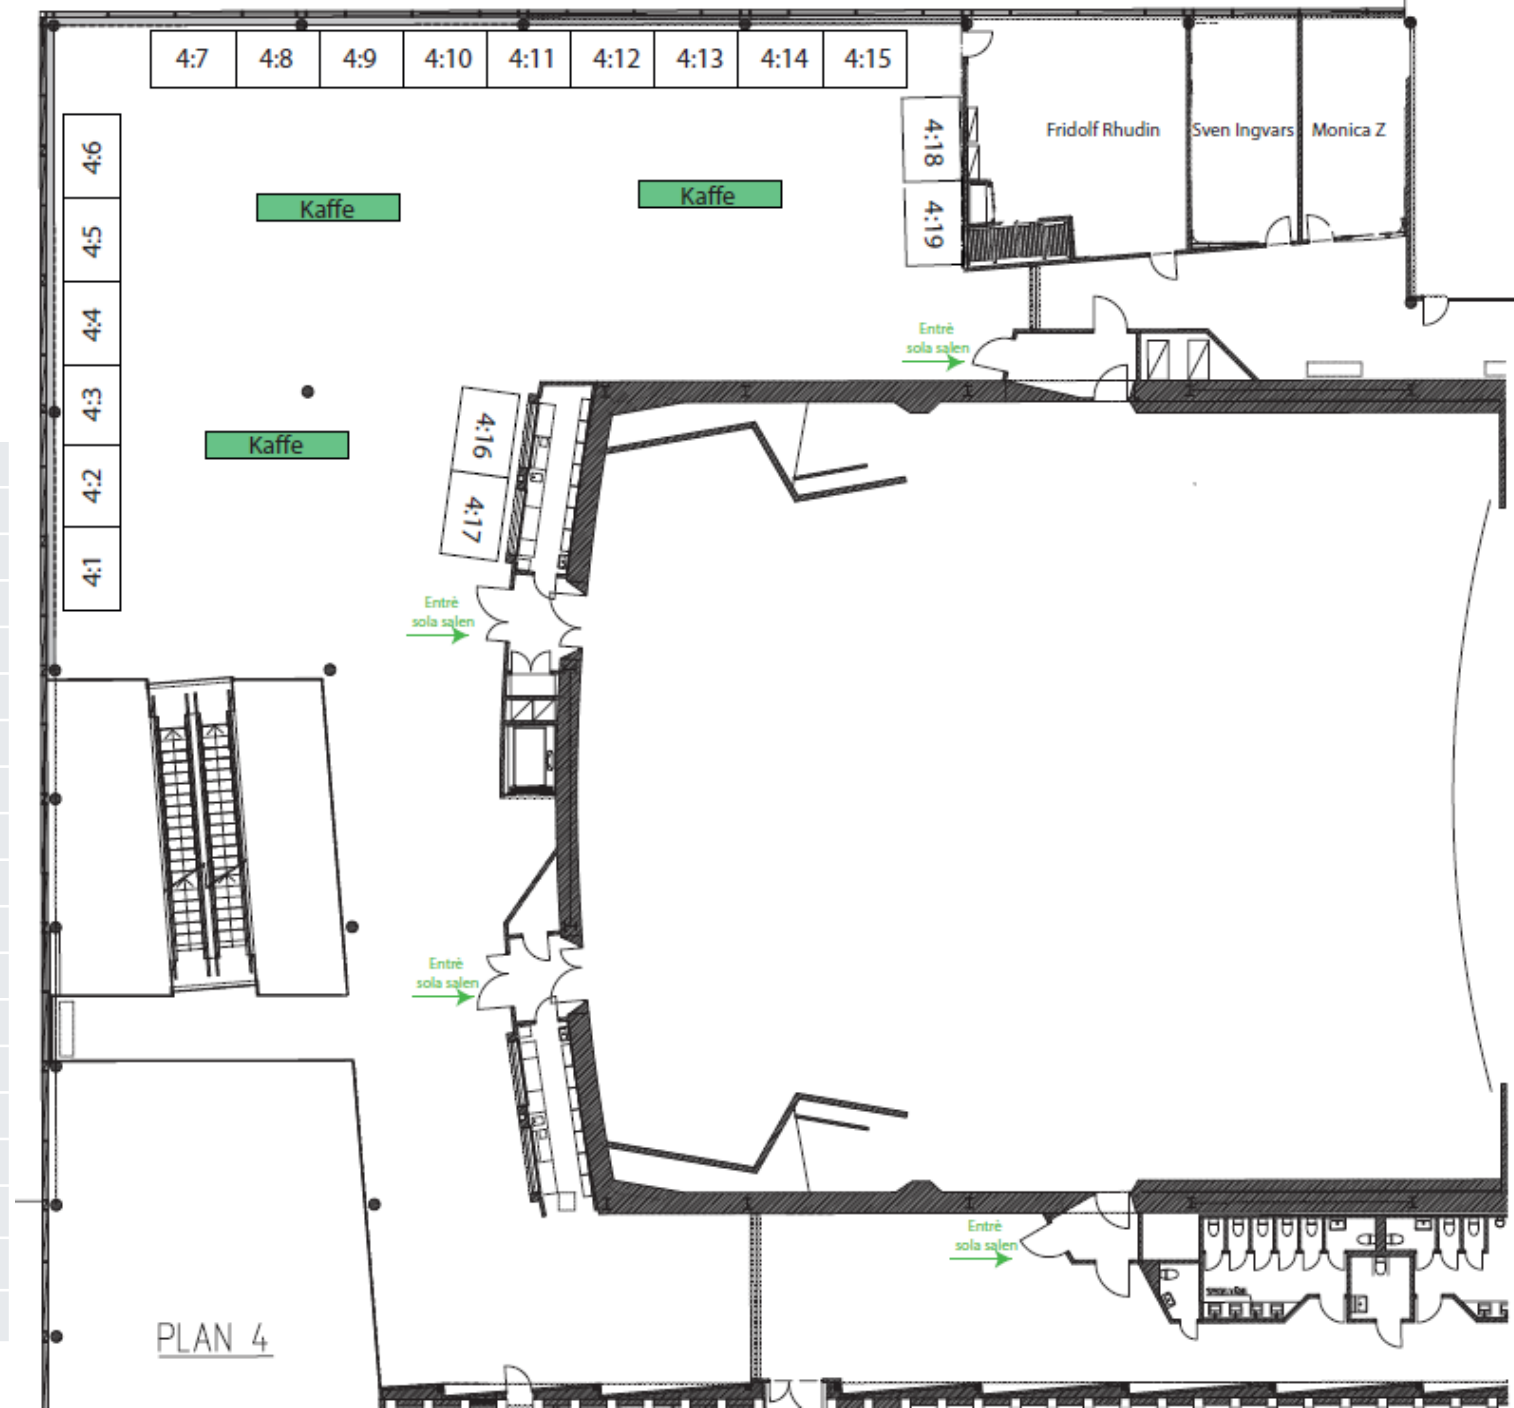 4:7
4:8
4:9
4:10
4:11
4:12
4:13
4:14
4:15
4:6
4:5
4:4
4:3
4:2
4:1
Kaffe
Kaffe
Kaffe
4:18
4:19
Fridolf Rhudin
Sven Ingvars
Monica Z
Entrè
sola salen
4:16
4:17
Entrè
sola salen
Entrè
sola salen
Entrè
sola salen
PLAN 4